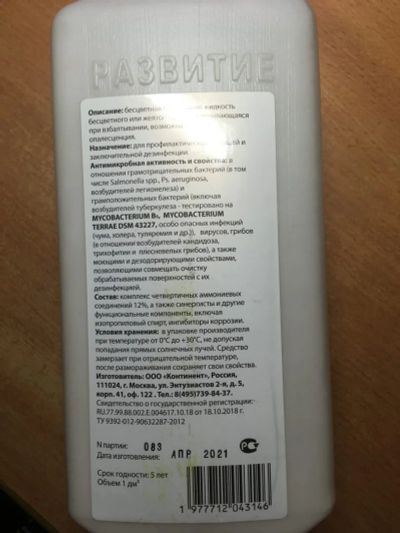 РАЗВИТИЕ
Описание: бесцветная жидкость
бесцветного или
при взбалтывании,
опалесценция.
Назначение: для профилактической и
заключительной дезинфекции.
Антимикробная активность и свойства: в
отношении грамотрицательных бактерий (в том
числе Salmonella spp., Ps. aeruginosa,
возбудителей легионелеза) и
грамположительных бактерий (включая
возбудителей туберкулеза - тестировано на
MYCOBACTERIUM B5, MYCOBACTERIUM
TERRAE DSM 43227, особо опасных инфекций
(чума, холера, туляремия и др.)), вирусов, грибов
(в отношении возбудителей кандидоза,
трихофитии и плесневелых грибов), а также
моющими и дезодорирующими свойствами,
позволяющими совмещать очистку
обрабатываемых поверхностей с их
дезинфекцией.
Состав: комплекс четвертичных аммониевых
соединений 12%, а также синергисты и другие
функциональные компоненты, включая
изопропиловый спирт, ингибиторы коррозии.
Условия хранения: в упаковке производителя
при температуре от 0°С до +30°С, не допуская
попадания прямых солнечных лучей. Средство
замерзает при отрицательной температуре,
после размораживания сохраняет свои свойства.
Изготовитель: ООО «Континент», Россия,
111024, г. Москва, ул. Энтузиастов 2-я, д. 5,
корп. 41, оф. 122 . Тел.: 8(495)739-84-37.
Свидетельство о государственной регистрации:
RU.77.99.88.002.E.004617.10.18 от 18.10.2018 г.
ТУ 9392-012-90632287-2012
N партии: 083
Дата изготовления: АПР 2021
Срок годности: 5 лет
Объем 1 дм³
1 977712 043146